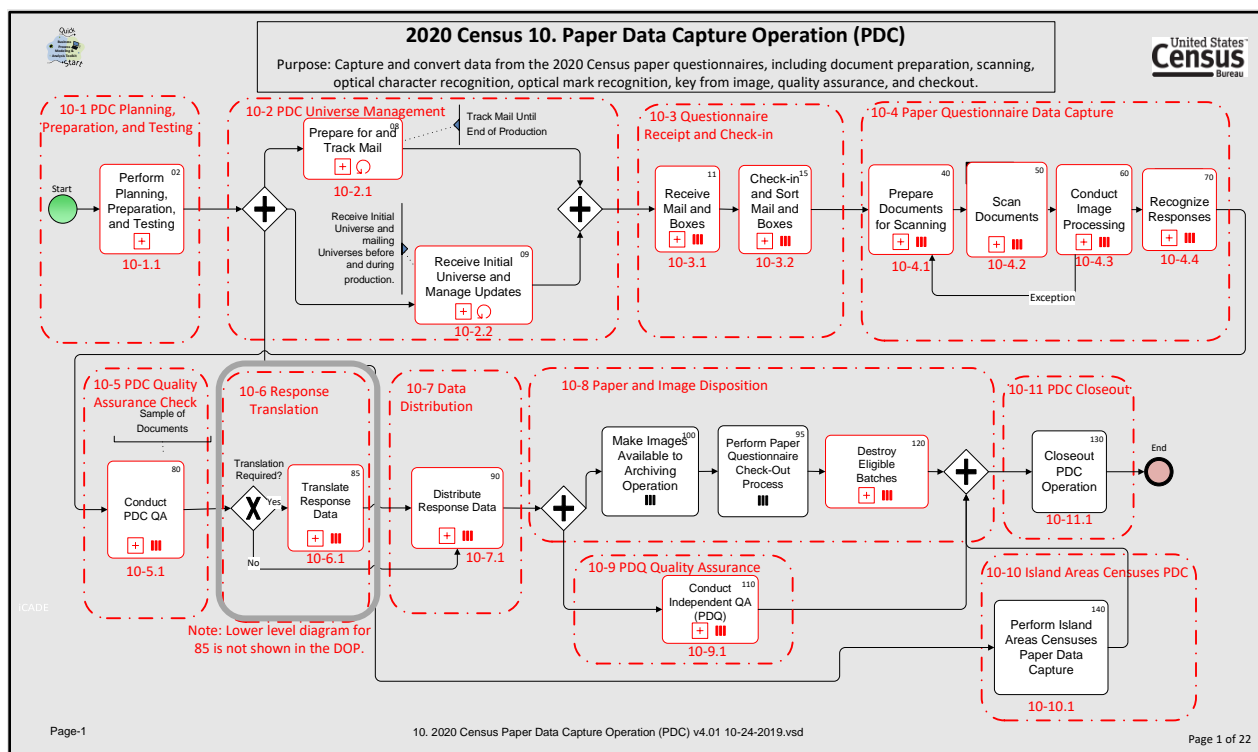 Quick
Business
Process
Modeling &
Analysis Toolkit
Start
2020 Census 10. Paper Data Capture Operation (PDC)
Purpose: Capture and convert data from the 2020 Census paper questionnaires, including document preparation, scanning,
optical character recognition, optical mark recognition, key from image, quality assurance, and checkout.
United States
Census
Bureau
10-1 PDC Planning,
Preparation, and Testing
Start
02
Perform
Planning,
Preparation,
and Testing
10-1.1
10-2 PDC Universe Management
08
Prepare for and
Track Mail
10-2.1
Track Mail Until
End of Production
Receive Initial
Universe and
mailing
Universes before
and during
production.
09
Receive Initial
Universe and
Manage Updates
10-2.2
10-3 Questionnaire
Receipt and Check-in
11
Receive
Mail and
Boxes
10-3.1
15
Check-in
and Sort
Mail and
Boxes
10-3.2
10-4 Paper Questionnaire Data Capture
40
Prepare
Documents
for Scanning
10-4.1
50
Scan
Documents
10-4.2
60
Conduct
Image
Processing
10-4.3
70
Recognize
Responses
10-4.4
Exception
10-5 PDC Quality
Assurance Check
Sample of
Documents
80
Conduct
PDC QA
10-5.1
10-6 Response
Translation
Translation
Required?
Yes
No
85
Translate
Response
Data
10-6.1
Note: Lower level diagram for
85 is not shown in the DOP.
10-7 Data
Distribution
90
Distribute
Response Data
10-7.1
10-8 Paper and Image Disposition
100
Make Images
Available to
Archiving
Operation
95
Perform Paper
Questionnaire
Check-Out
Process
120
Destroy
Eligible
Batches
10-9 PDQ Quality Assurance
110
Conduct
Independent QA
(PDQ)
10-9.1
10-11 PDC Closeout
130
Closeout
PDC
Operation
10-11.1
End
10-10 Island Areas Censuses PDC
140
Perform Island
Areas Censuses
Paper Data
Capture
10-10.1
iCADE
Page-1
10. 2020 Census Paper Data Capture Operation (PDC) v4.01 10-24-2019.vsd
Page 1 of 22